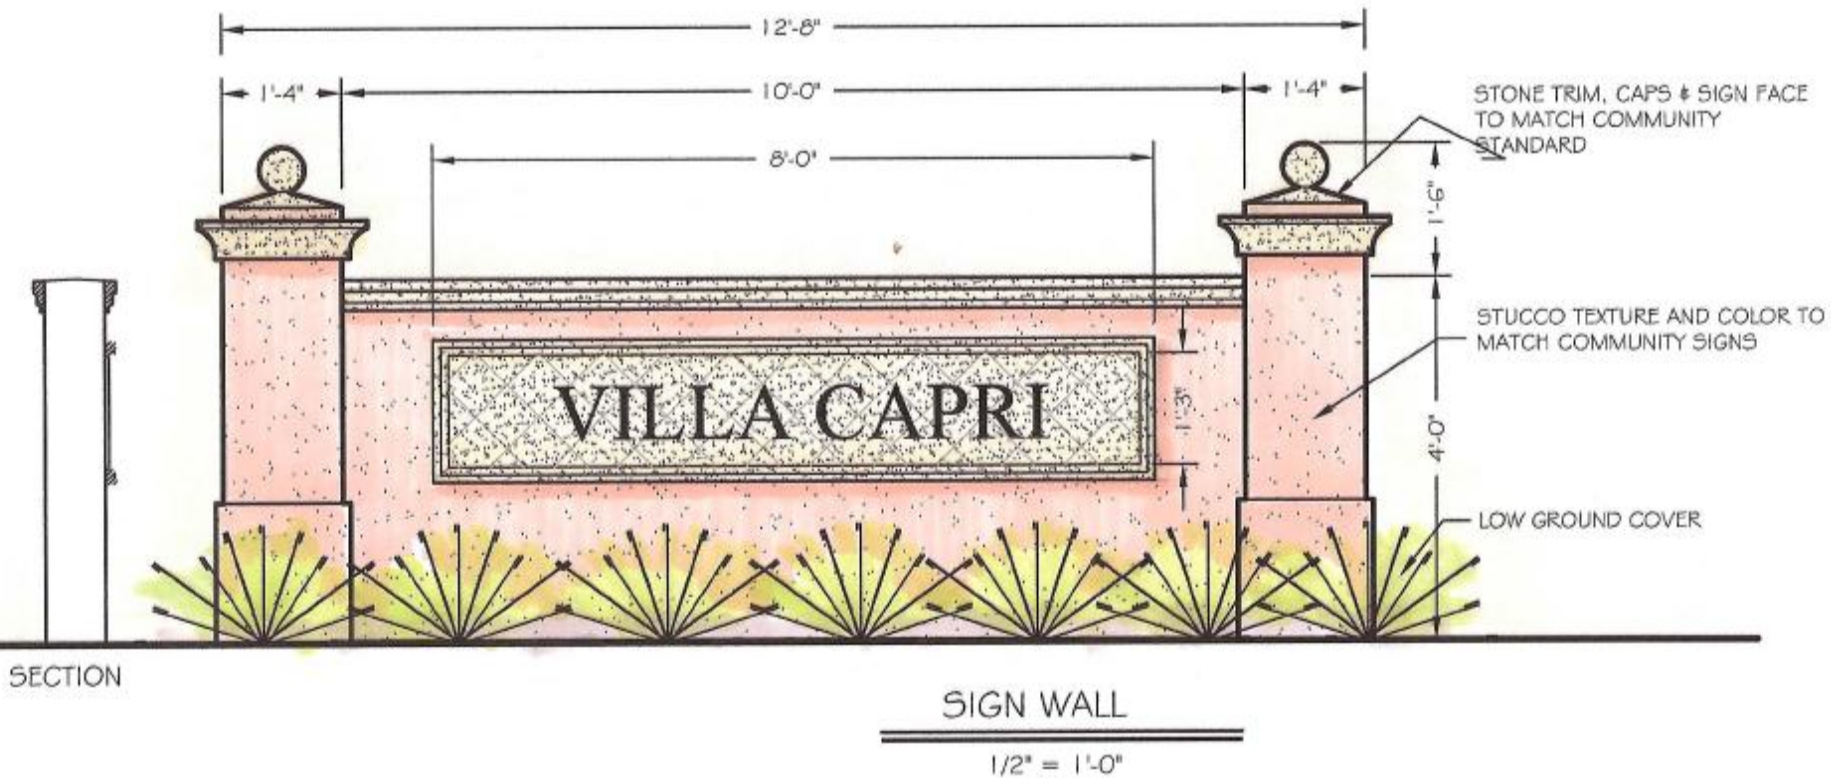 12'-8"
1'-4"
10'-0"
1'-4"
8'-0"
STONE TRIM, CAPS & SIGN FACE
TO MATCH COMMUNITY
STANDARD
1'-6"
STUCCO TEXTURE AND COLOR TO
MATCH COMMUNITY SIGNS
VILLA CAPRI
1'-3"
4'-0"
LOW GROUND COVER
SECTION
SIGN WALL
1/2" = 1'-0"